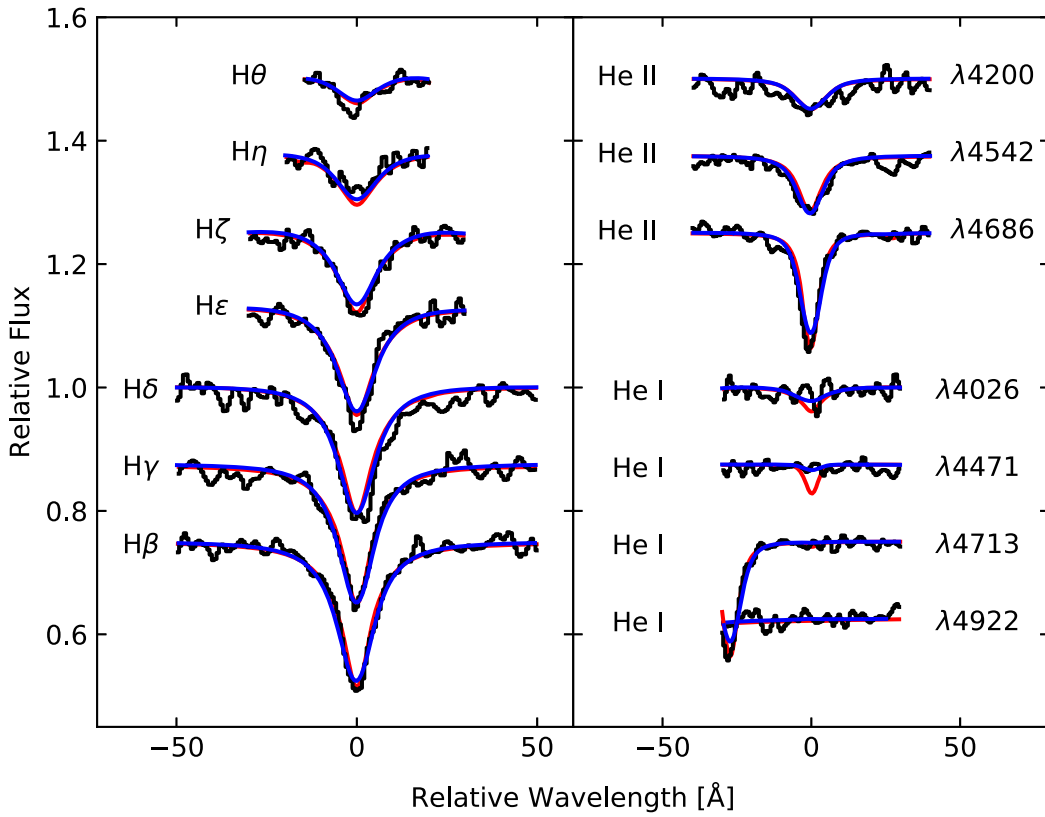 1.6
1.4
1.2
1.0
0.8
0.6
Relative Flux
Hθ
Hη
Hζ
Hε
Hδ
Hγ
Hβ
He II λ4200
He II λ4542
He II λ4686
He I λ4026
He I λ4471
He I λ4713
He I λ4922
−50 0 50 −50 0 50
Relative Wavelength [Å]